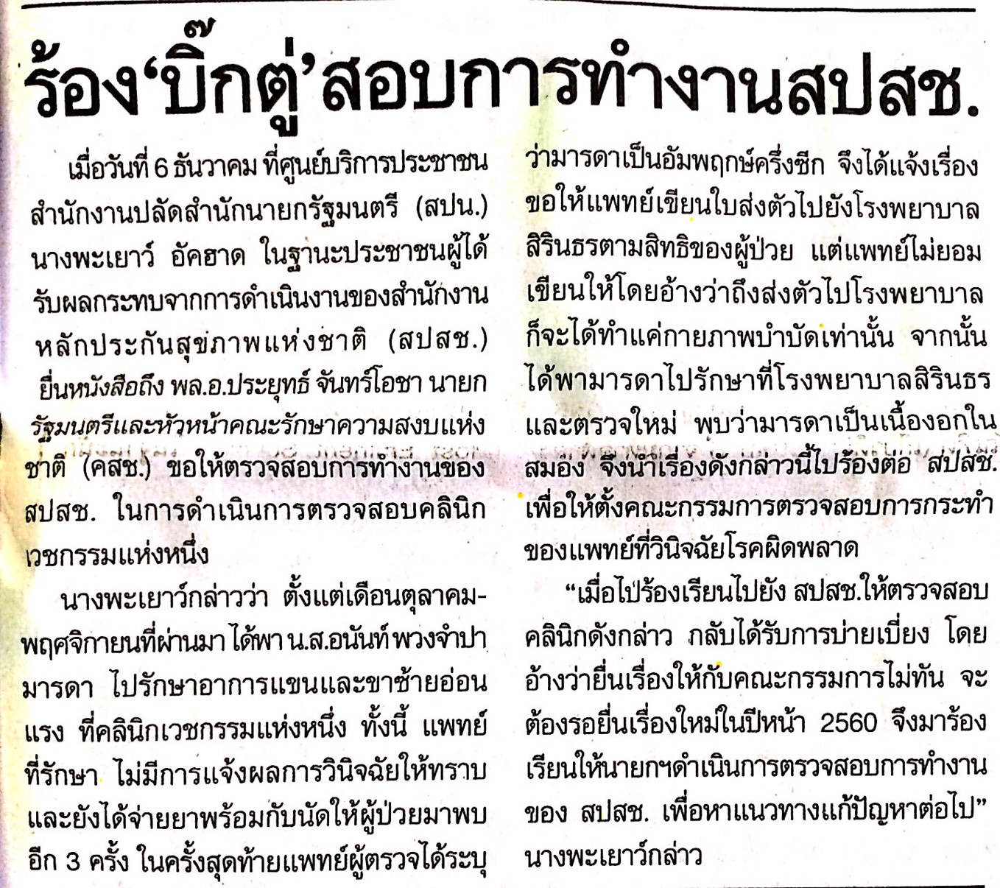 ร้อง‘บิ๊กตู่’สอบการทำงานสปสช.
เมื่อวันที่ 6 ธันวาคม ที่ศูนย์บริการประชาชน
สำนักงานปลัดสำนักนายกรัฐมนตรี (สปน.)
นางพะเยาว์ อัคฮาด ในฐานะประชาชนผู้ได้
รับผลกระทบจากการดำเนินงานของสำนักงาน
หลักประกันสุขภาพแห่งชาติ (สปสช.)
ยื่นหนังสือถึง พล.อ.ประยุทธ์ จันทร์โอชา นายก
รัฐมนตรีและหัวหน้าคณะรักษาความสงบแห่ง
ชาติ (คสช.) ขอให้ตรวจสอบการทำงานของ
สปสช. ในการดำเนินการตรวจสอบคลินิก
เวชกรรมแห่งหนึ่ง
นางพะเยาว์กล่าวว่า ตั้งแต่เดือนตุลาคม-
พฤศจิกายนที่ผ่านมา ได้พา น.ส.อนันท์ พวงจำปา
มารดา ไปรักษาอาการแขนและขาซ้ายอ่อน
แรง ที่คลินิกเวชกรรมแห่งหนึ่ง ทั้งนี้ แพทย์
ที่รักษา ไม่มีการแจ้งผลการวินิจฉัยให้ทราบ
และยังได้จ่ายยาพร้อมกับนัดให้ผู้ป่วยมาพบ
อีก 3 ครั้ง ในครั้งสุดท้ายแพทย์ผู้ตรวจได้ระบุ
ว่ามารดาเป็นอัมพฤกษ์ครึ่งซีก จึงได้แจ้งเรื่อง
ขอให้แพทย์เขียนใบส่งตัวไปยังโรงพยาบาล
สิรินธรตามสิทธิของผู้ป่วย แต่แพทย์ไม่ยอม
เขียนให้โดยอ้างว่าถึงส่งตัวไปโรงพยาบาล
ก็จะได้ทำแค่กายภาพบำบัดเท่านั้น จากนั้น
ได้พามารดาไปรักษาที่โรงพยาบาลสิรินธร
และตรวจใหม่ พบว่ามารดาเป็นเนื้องอกใน
สมอง จึงนำเรื่องดังกล่าวนี้ไปร้องต่อ สปสช.
เพื่อให้ตั้งคณะกรรมการตรวจสอบการกระทำ
ของแพทย์ที่วินิจฉัยโรคผิดพลาด
“เมื่อไปร้องเรียนไปยัง สปสช.ให้ตรวจสอบ
คลินิกดังกล่าว กลับได้รับการบ่ายเบี่ยง โดย
อ้างว่ายื่นเรื่องให้กับคณะกรรมการไม่ทัน จะ
ต้องรอยื่นเรื่องใหม่ในปีหน้า 2560 จึงมาร้อง
เรียนให้นายกฯดำเนินการตรวจสอบการทำงาน
ของ สปสช. เพื่อหาแนวทางแก้ปัญหาต่อไป”
นางพะเยาว์กล่าว